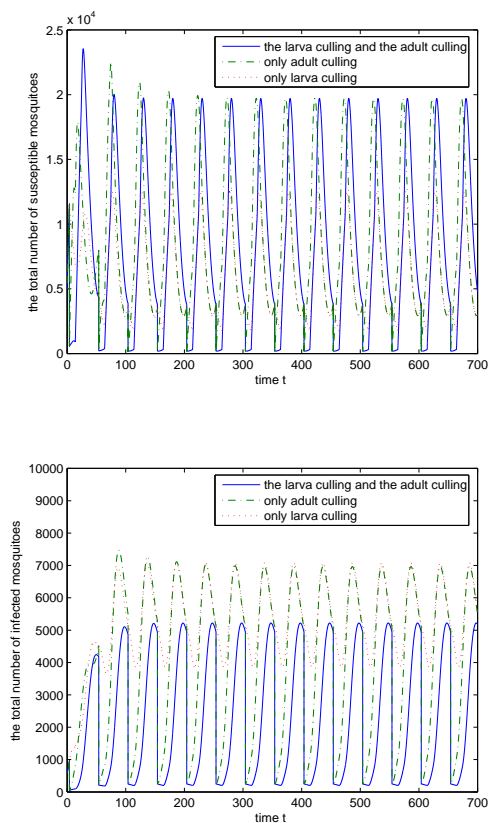 x 10⁴
2.5
2
1.5
1
0.5
0
the total number of susceptible mosquitoes
the larva culling and the adult culling
only adult culling
only larva culling
0 100 200 300 400 500 600 700
time t
10000
9000
8000
7000
6000
5000
4000
3000
2000
1000
0
the total number of infected mosquitoes
the larva culling and the adult culling
only adult culling
only larva culling
0 100 200 300 400 500 600 700
time t